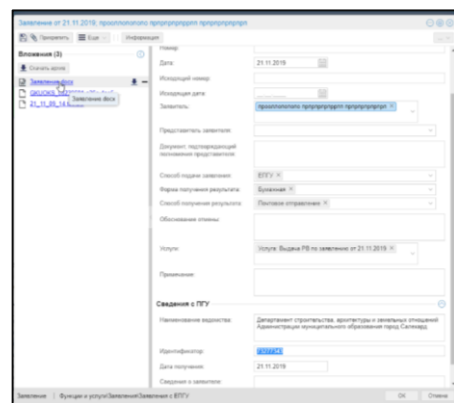 Заявление от 21.11.2019:
Прикрепить Еще Информация
Вложения (3)
Скачать архив
Заявление.docx
Заявление.docx
Номер
Дата: 21.11.2019
Исходящий номер:
Исходящая дата:
Заявитель:
Представитель заявителя:
Документ, подтверждающий
полномочия представителя:
Способ подачи заявления: ЕПГУ ×
Форма получения результата: Бумажная ×
Способ получения результата: Почтовое отправление ×
Обоснование отмены:
Услуги: Услуга: Выдача РВ по заявлению от 21.11.2019 ×
Примечание:
Сведения с ПГУ
Наименование ведомства: Департамент строительства, архитектуры и земельных отношений
Администрации муниципального образования город Салехард
Идентификатор:
Дата получения: 21.11.2019
Сведения о заявителе
Заявление Функции и услуги\Заявления\Заявления с ЕПГУ ОК Отмена